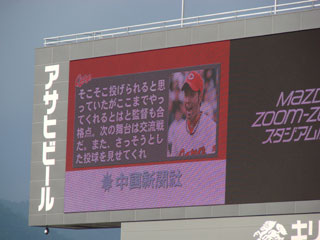 アサヒビール
Carp
そこそこ投げられると思
っていたがここまでやっ
てくれるとはと監督も合
格点。次の舞台は交流戦
だ。また、さっそうとし
た投球を見せてくれ
中国新聞社
Mazda
zoom-zoom
スタジアム
キリ